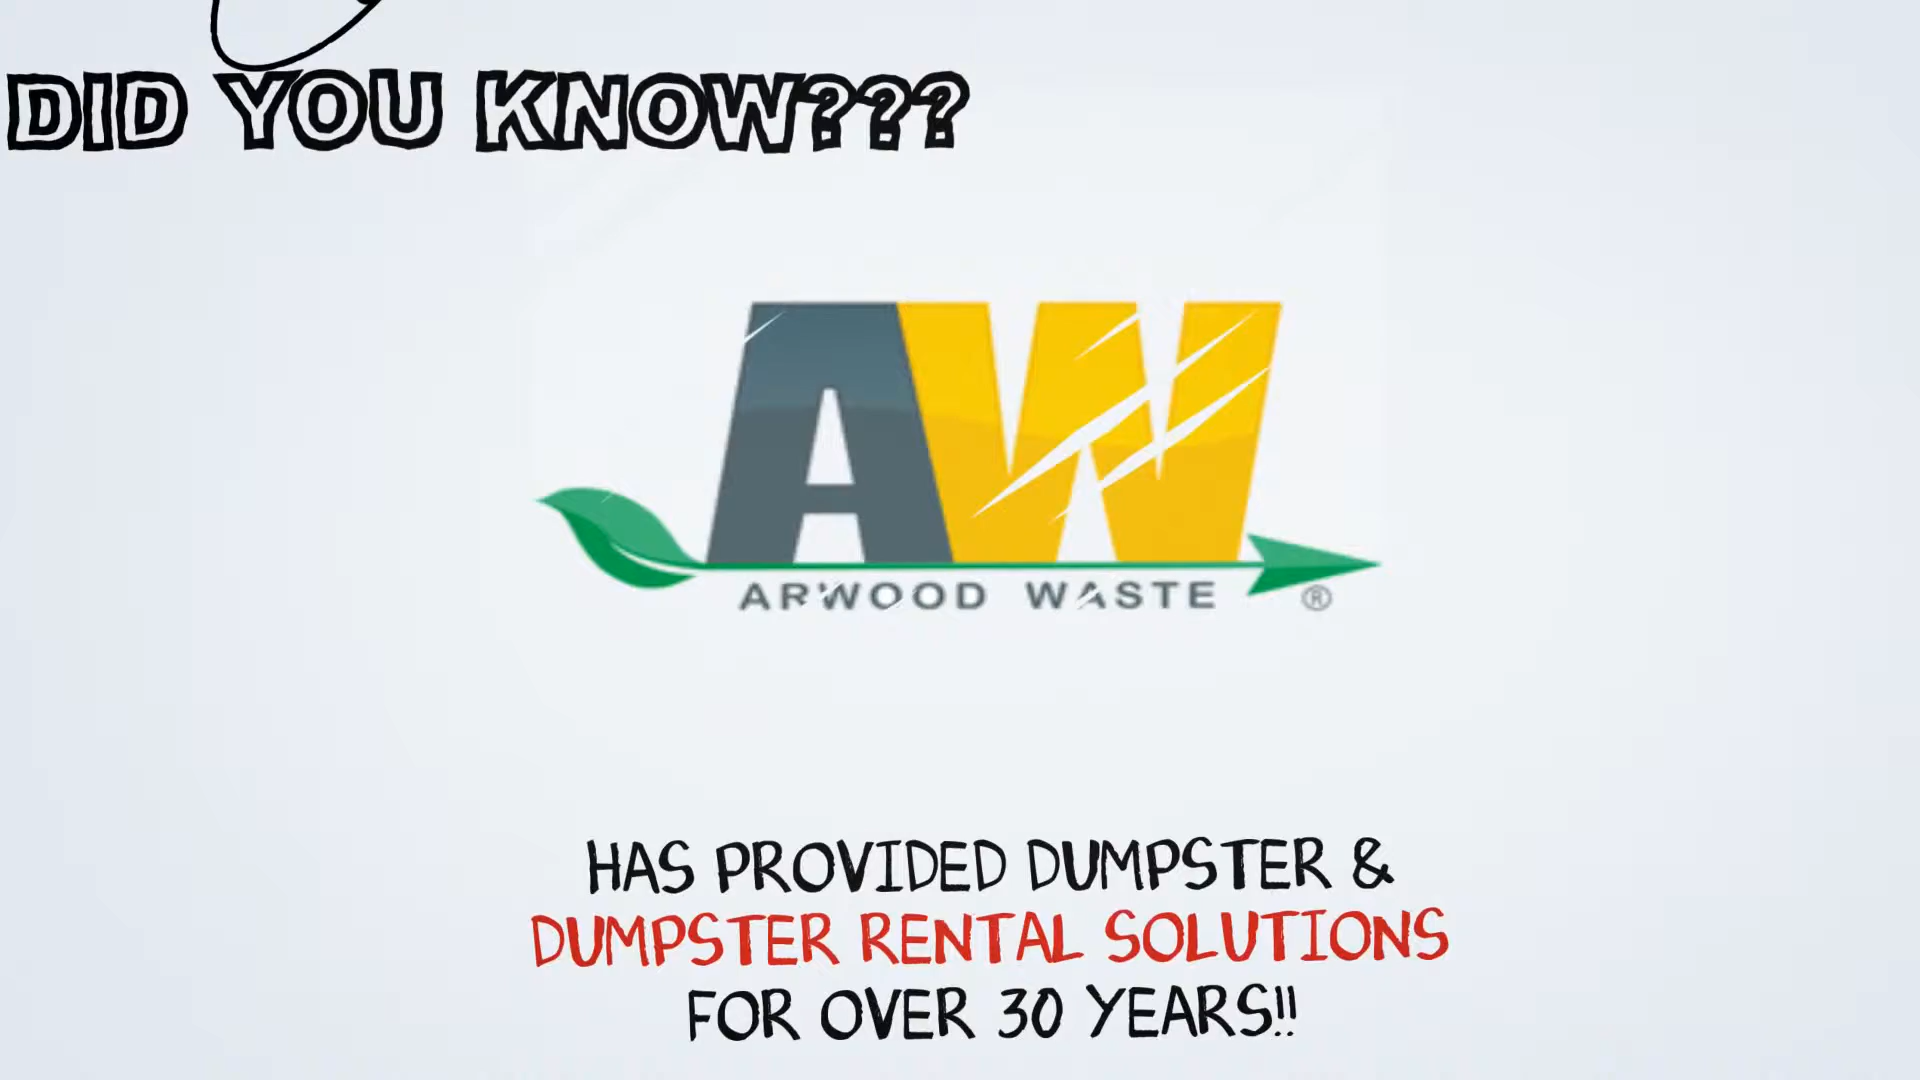 DID YOU KNOW???
AW
ARWOOD WASTE ®
HAS PROVIDED DUMPSTER &
DUMPSTER RENTAL SOLUTIONS
FOR OVER 30 YEARS!!